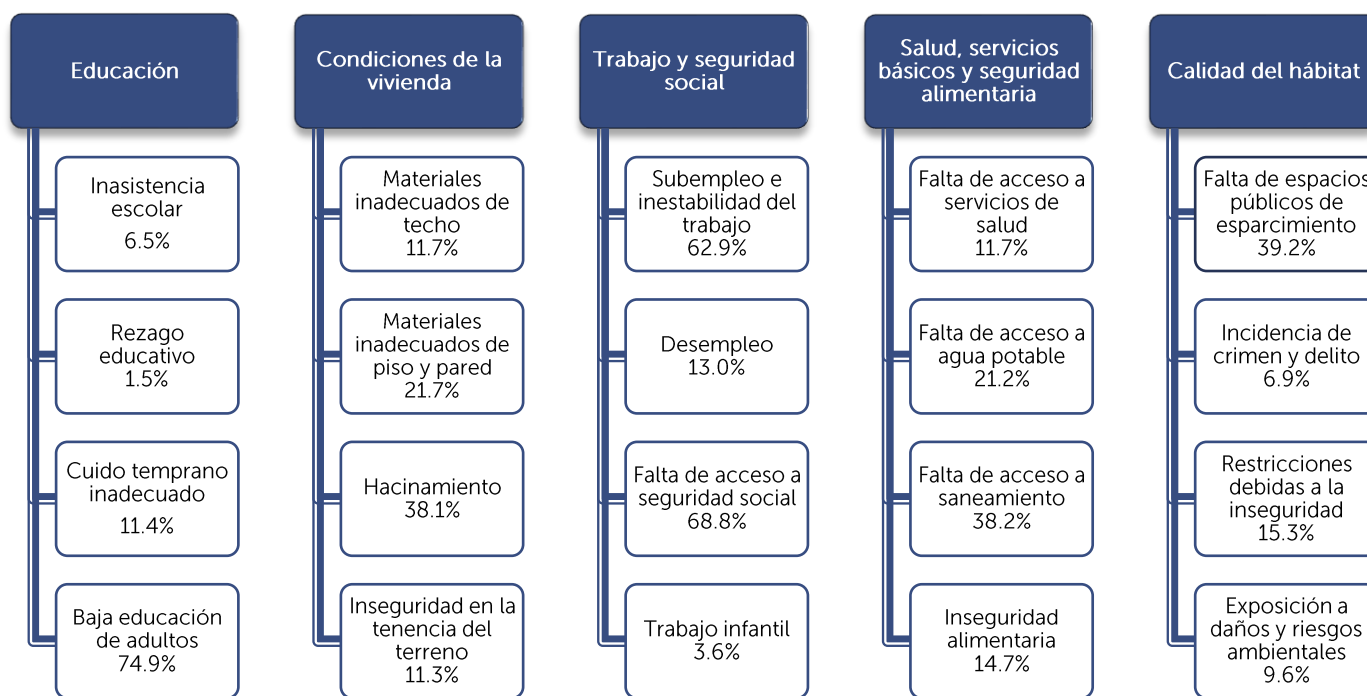 Educación
Inasistencia
escolar
6.5%
Rezago
educativo
1.5%
Cuido temprano
inadecuado
11.4%
Baja educación
de adultos
74.9%
Condiciones de la
vivienda
Materiales
inadecuados de
techo
11.7%
Materiales
inadecuados de
piso y pared
21.7%
Hacinamiento
38.1%
Inseguridad en la
tenencia del
terreno
11.3%
Trabajo y seguridad
social
Subempleo e
inestabilidad del
trabajo
62.9%
Desempleo
13.0%
Falta de acceso a
seguridad social
68.8%
Trabajo infantil
3.6%
Salud, servicios
básicos y seguridad
alimentaria
Falta de acceso a
servicios de
salud
11.7%
Falta de acceso a
agua potable
21.2%
Falta de acceso a
saneamiento
38.2%
Inseguridad
alimentaria
14.7%
Calidad del hábitat
Falta de espacios
públicos de
esparcimiento
39.2%
Incidencia de
crimen y delito
6.9%
Restricciones
debidas a la
inseguridad
15.3%
Exposición a
daños y riesgos
ambientales
9.6%